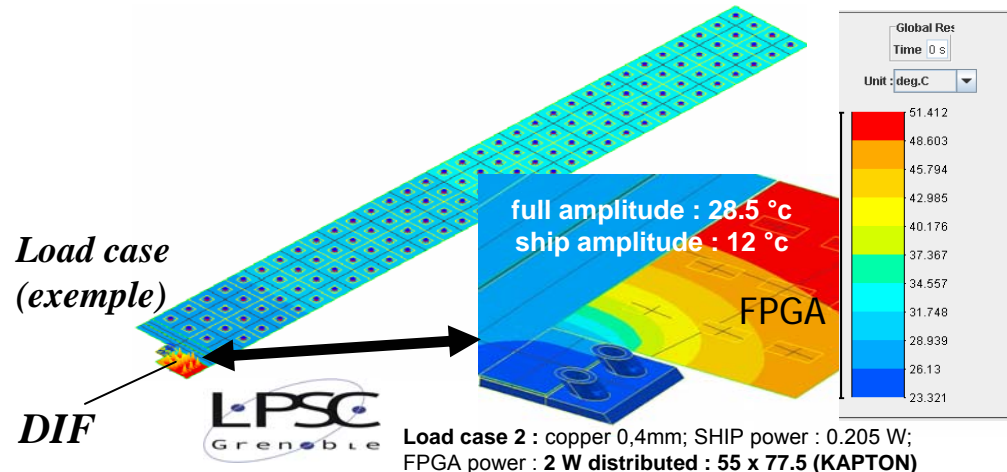 Global Res
Time 0 s
Unit : deg.C
51.412
48.603
45.794
42.985
40.176
37.367
34.557
31.748
28.939
26.13
23.321
full amplitude : 28.5 °c
ship amplitude : 12 °c
FPGA
Load case
(exemple)
DIF
LPSC
Grenoble
Load case 2 : copper 0,4mm; SHIP power : 0.205 W;
FPGA power : 2 W distributed : 55 x 77.5 (KAPTON)